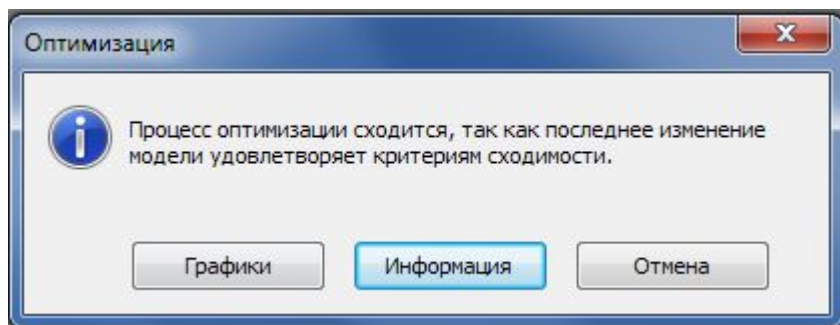 Оптимизация
Процесс оптимизации сходится, так как последнее изменение
модели удовлетворяет критериям сходимости.
Графики Информация Отмена